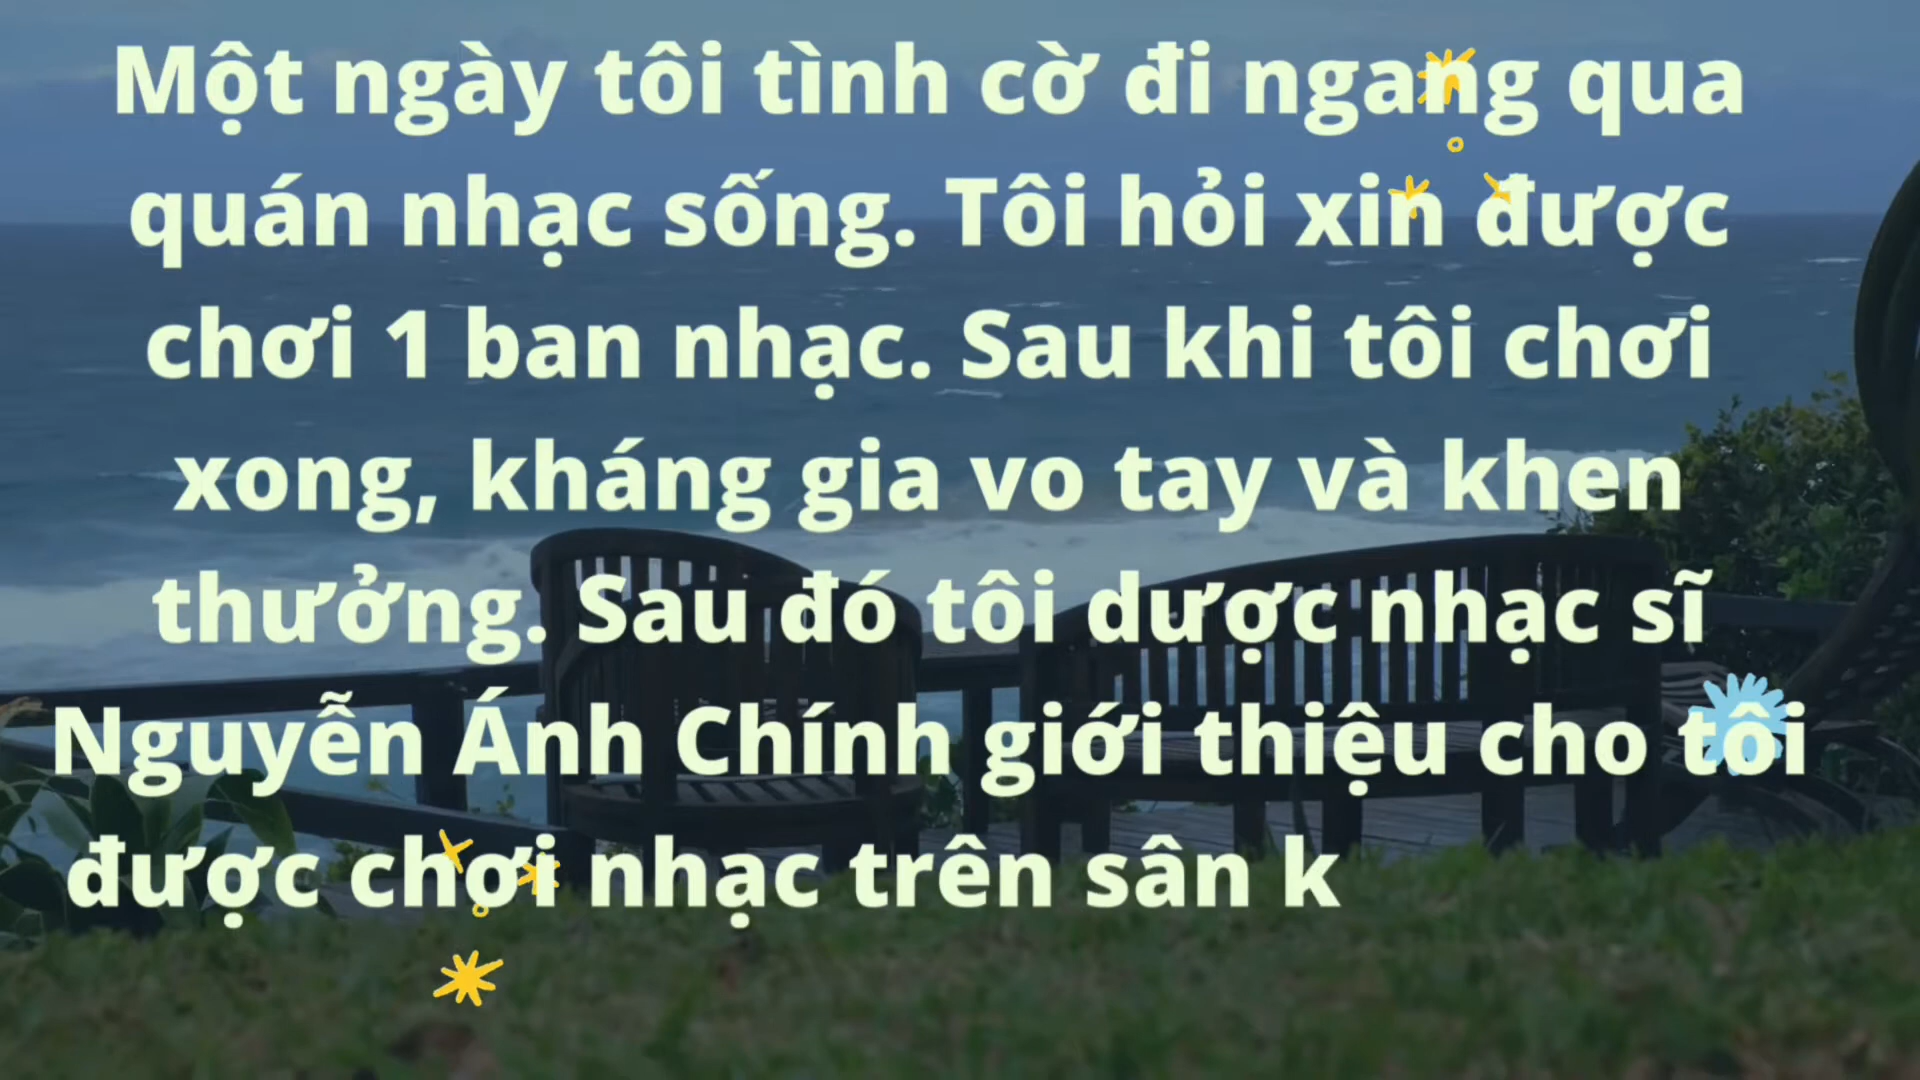 Một ngày tôi tình cờ đi ngang qua
quán nhạc sống. Tôi hỏi xin được
chơi 1 ban nhạc. Sau khi tôi chơi
xong, kháng gia vo tay và khen
thưởng. Sau đó tôi dược nhạc sĩ
Nguyễn Ánh Chính giới thiệu cho tôi
được chơi nhạc trên sân k